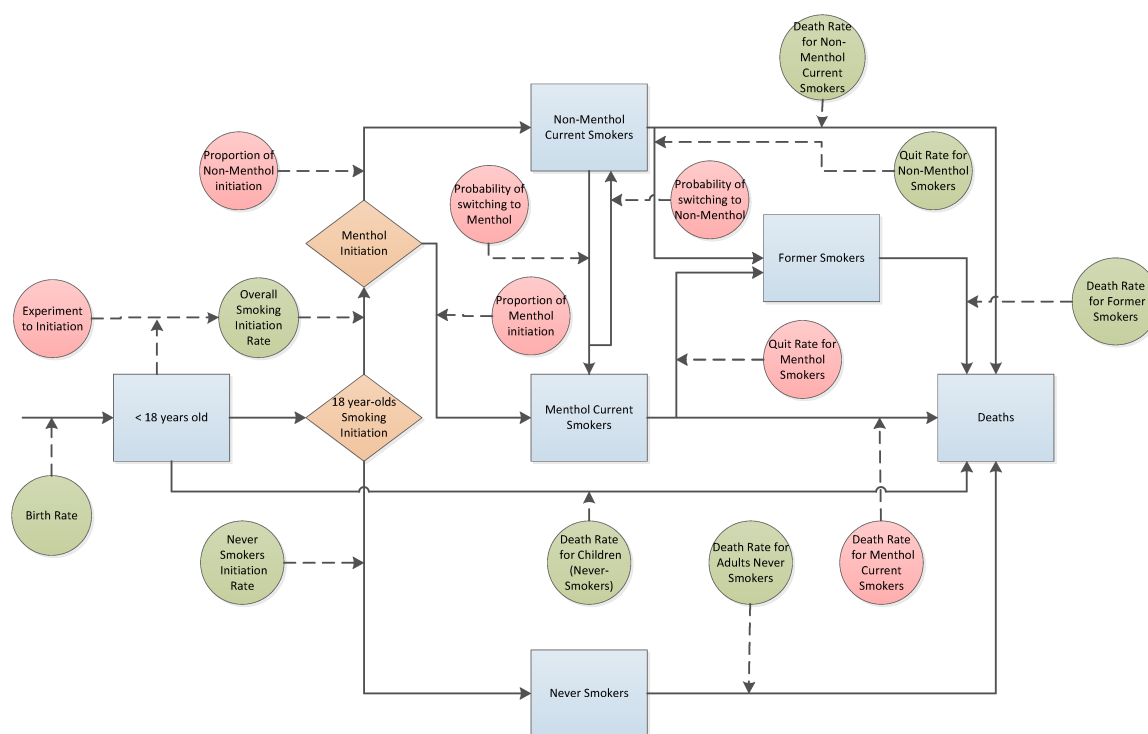 Death Rate
for Non-
Menthol
Current
Smokers
Non-Menthol
Current Smokers
Proportion of
Non-Menthol
initiation
Quit Rate for
Non-Menthol
Smokers
Probability of
switching to
Menthol
Probability of
switching to
Non-Menthol
Menthol
Initiation
Former Smokers
Experiment
to Initiation
Overall
Smoking
Initiation
Rate
Proportion of
Menthol
initiation
Death Rate
for Former
Smokers
Quit Rate for
Menthol
Smokers
< 18 years old
18 year-olds
Smoking
Initiation
Menthol Current
Smokers
Deaths
Birth Rate
Never
Smokers
Initiation
Rate
Death Rate
for Children
(Never-
Smokers)
Death Rate for
Adults Never
Smokers
Death Rate
for Menthol
Current
Smokers
Never Smokers